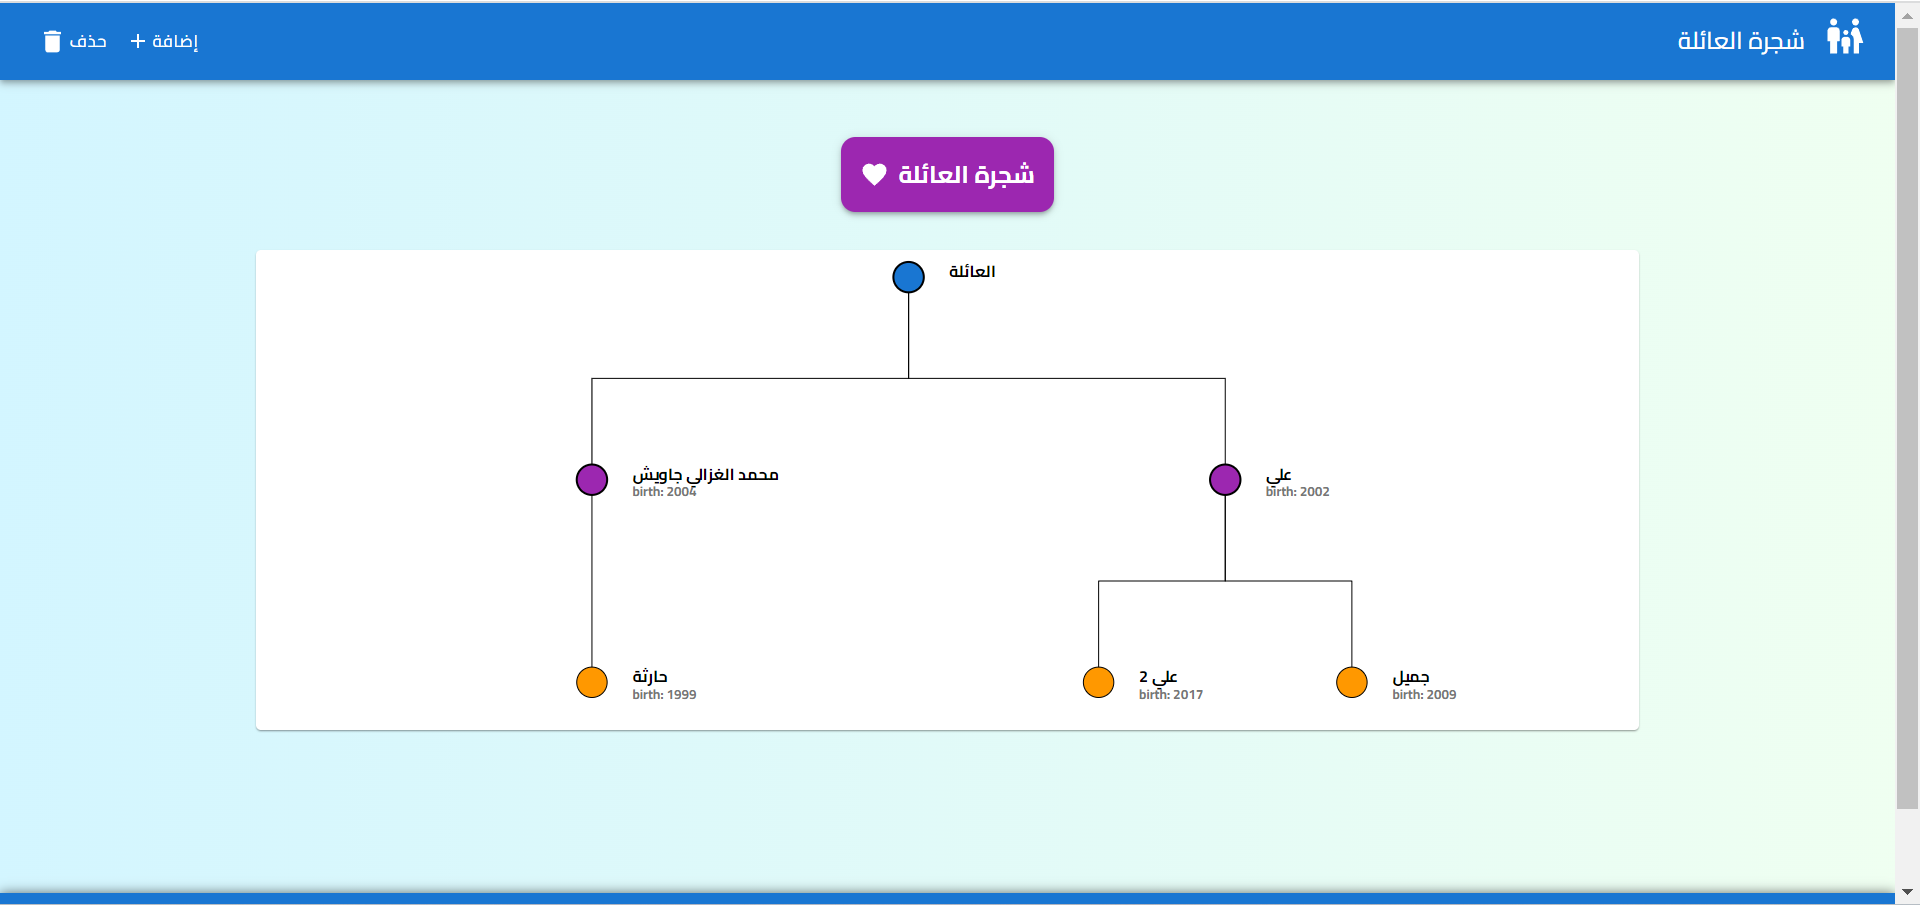 شجرة العائلة
إضافة
حذف
شجرة العائلة
العائلة
علي
birth: 2002
محمد الغزالي جاويش
birth: 2004
جميل
birth: 2009
علي 2
birth: 2017
حارثة
birth: 1999